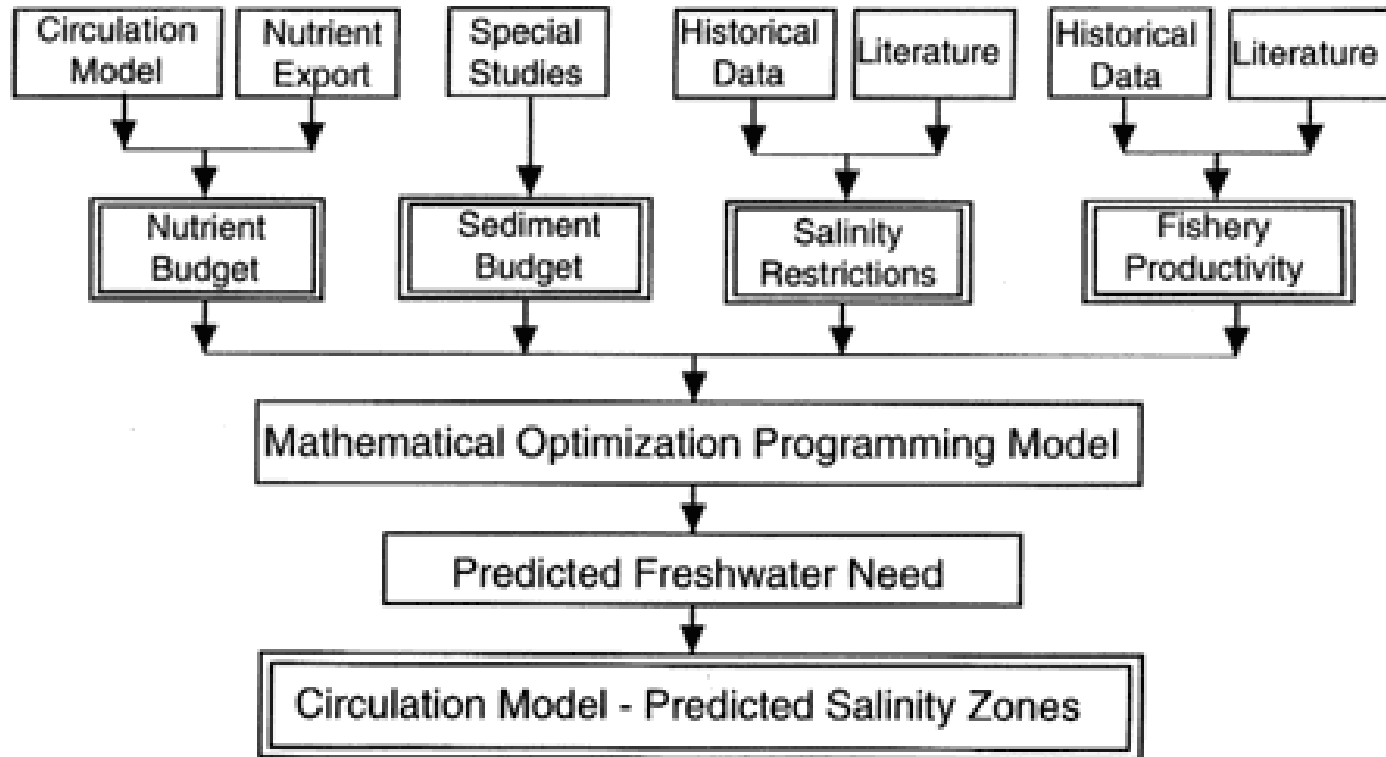 Circulation
Model
Nutrient
Export
Special
Studies
Historical
Data
Literature
Historical
Data
Literature
Nutrient
Budget
Sediment
Budget
Salinity
Restrictions
Fishery
Productivity
Mathematical Optimization Programming Model
Predicted Freshwater Need
Circulation Model - Predicted Salinity Zones